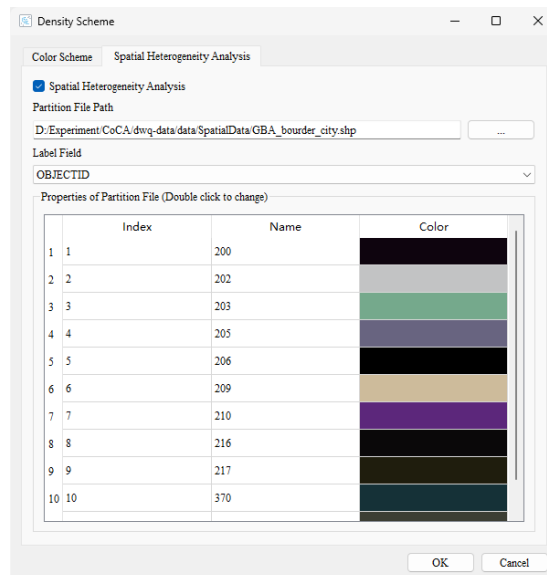 Density Scheme
Color Scheme Spatial Heterogeneity Analysis
Spatial Heterogeneity Analysis
Partition File Path
D:/Experiment/CoCA/dwq-data/data/SpatialData/GBA_bourder_city.shp ...
Label Field
OBJECTID
Properties of Partition File (Double click to change)
Index Name Color
1 1 200
2 2 202
3 3 203
4 4 205
5 5 206
6 6 209
7 7 210
8 8 216
9 9 217
10 10 370
OK Cancel